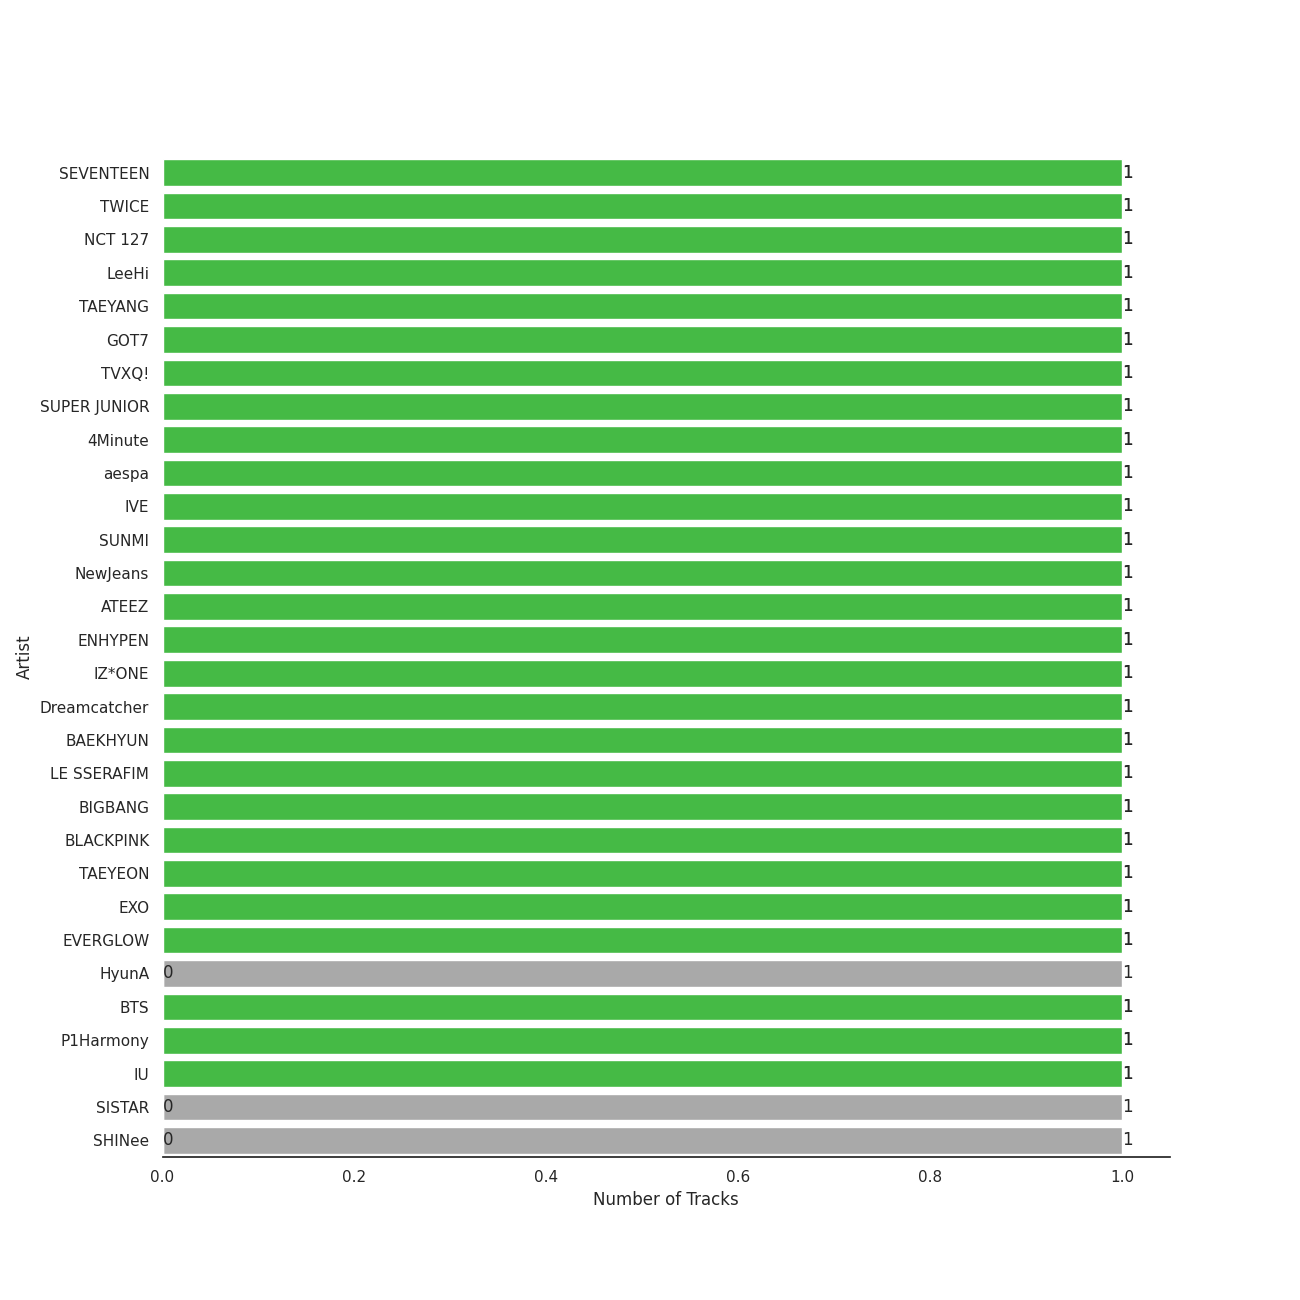 SEVENTEEN 1
TWICE 1
NCT 127 1
LeeHi 1
TAEYANG 1
GOT7 1
TVXQ! 1
SUPER JUNIOR 1
4Minute 1
aespa 1
IVE 1
SUNMI 1
NewJeans 1
ATEEZ 1
ENHYPEN 1
Artist
IZ*ONE 1
Dreamcatcher 1
BAEKHYUN 1
LE SSERAFIM 1
BIGBANG 1
BLACKPINK 1
TAEYEON 1
EXO 1
EVERGLOW 1
HyunA 0 1
BTS 1
P1Harmony 1
IU 1
SISTAR 0 1
SHINee 0 1
0.0 0.2 0.4 0.6 0.8 1.0
Number of Tracks